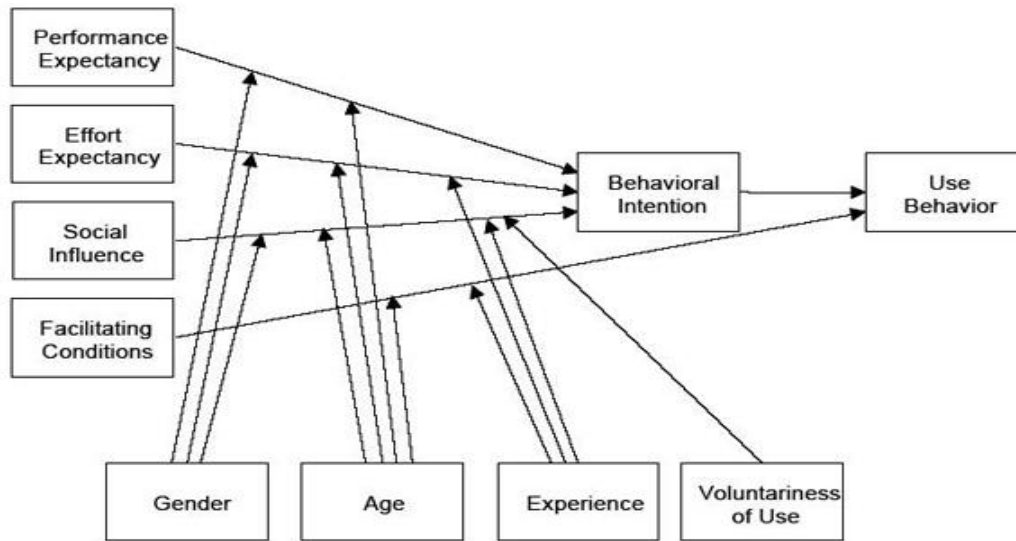 Performance
Expectancy
Effort
Expectancy
Social
Influence
Facilitating
Conditions
Behavioral
Intention
Use
Behavior
Gender
Age
Experience
Voluntariness
of Use